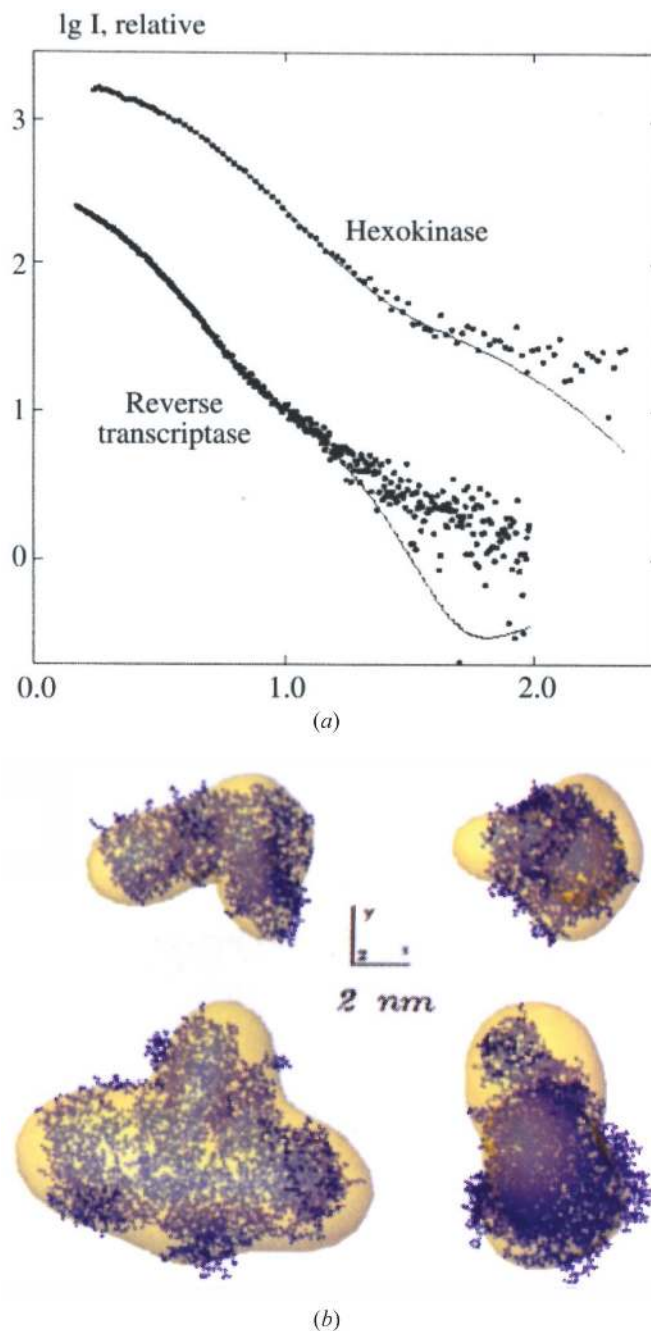 lg I, relative
3
2
1
0
Hexokinase
Reverse
transcriptase
0.0 1.0 2.0
(a)
y
z
2 nm
(b)